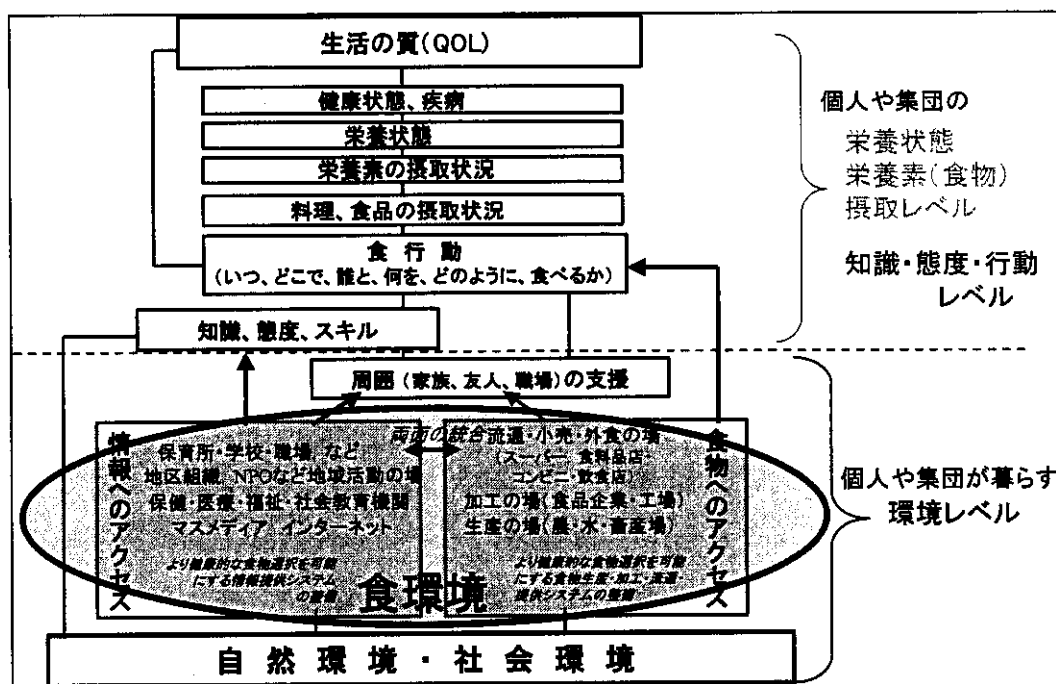 生活の質(QOL)
健康状態、疾病
栄養状態
栄養素の摂取状況
料理、食品の摂取状況
食 行 動
(いつ、どこで、誰と、何を、どのように、食べるか)
知識、態度、スキル
個人や集団の
栄養状態
栄養素(食物)
摂取レベル
知識・態度・行動
レベル
周囲(家族、友人、職場)の支援
情報へのアクセス
保育所・学校・職場 など
地区組織、NPOなど地域活動の場
保健・医療・福祉・社会教育機関
マスメディア インターネット
より健康的な食物選択を可能
にする情報提供システム
の整備
両面の統合
流通・小売・外食の場
(スーパー 食料品店・
コンビニ・飲食店)
加工の場(食品企業・工場)
生産の場(農・水・畜産場)
より健康的な食物選択を可能
にする食物生産・加工・流通・
提供システムの整備
食物へのアクセス
食環境
個人や集団が暮らす
環境レベル
自 然 環 境 ・ 社 会 環 境